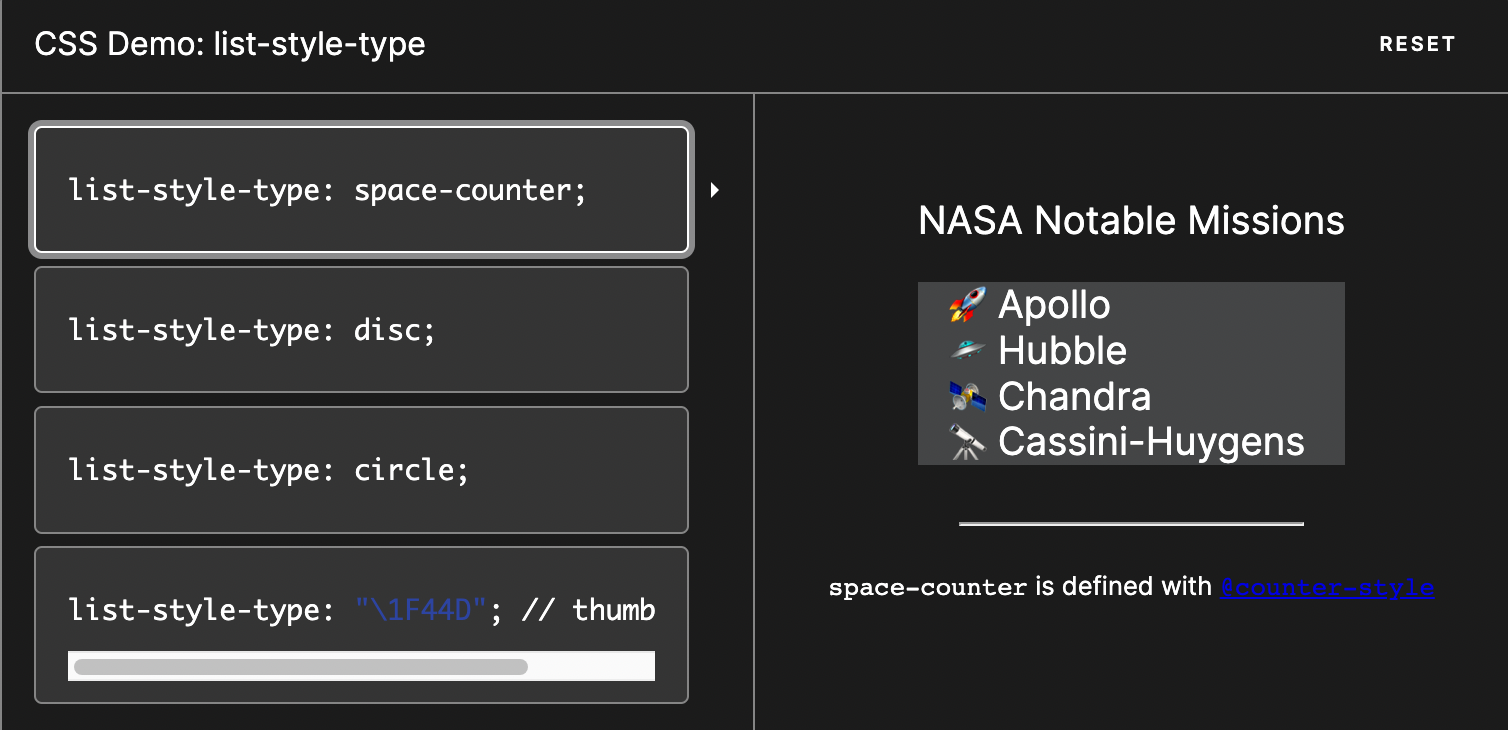 CSS Demo: list-style-type
RESET
list-style-type: space-counter;
list-style-type: disc;
list-style-type: circle;
list-style-type: "\1F44D"; // thumb
NASA Notable Missions
🚀 Apollo
🛸 Hubble
🛰️ Chandra
🔭 Cassini-Huygens
space-counter is defined with @counter-style